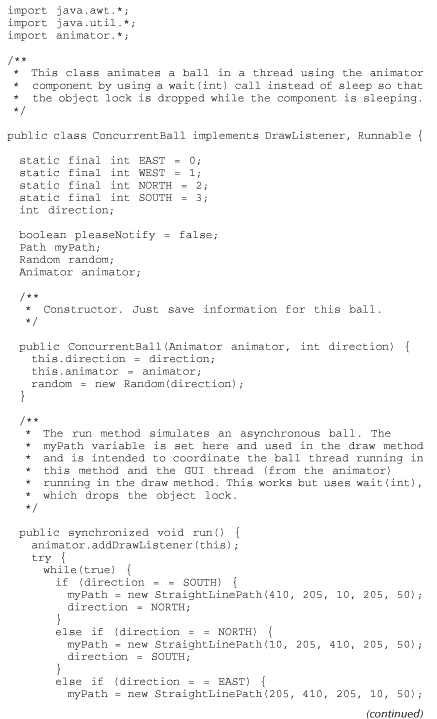 import java.awt.*;
import java.util.*;
import animator.*;

/**
 *  This class animates a ball in a thread using the animator
 *  component by using a wait(int) call instead of sleep so that
 *  the object lock is dropped while the component is sleeping.
 */

public class ConcurrentBall implements DrawListener, Runnable {

  static final int EAST = 0;
  static final int WEST = 1;
  static final int NORTH = 2;
  static final int SOUTH = 3;
  int direction;

  boolean pleaseNotify = false;
  Path myPath;
  Random random;
  Animator animator;

  /**
   *  Constructor. Just save information for this ball.
   */

  public ConcurrentBall(Animator animator, int direction) {
    this.direction = direction;
    this.animator = animator;
    random = new Random(direction);
  }

  /**
   *  The run method simulates an asynchronous ball. The
   *  myPath variable is set here and used in the draw method
   *  and is intended to coordinate the ball thread running in
   *  this method and the GUI thread (from the animator)
   *  running in the draw method. This works but uses wait(int),
   *  which drops the object lock.
   */

  public synchronized void run() {
    animator.addDrawListener(this);
    try {
      while(true) {
        if (direction = = SOUTH) {
          myPath = new StraightLinePath(410, 205, 10, 205, 50);
          direction = NORTH;
        }
        else if (direction = = NORTH) {
          myPath = new StraightLinePath(10, 205, 410, 205, 50);
          direction = SOUTH;
        }
        else if (direction = = EAST) {
          myPath = new StraightLinePath(205, 410, 205, 10, 50);
(continued)